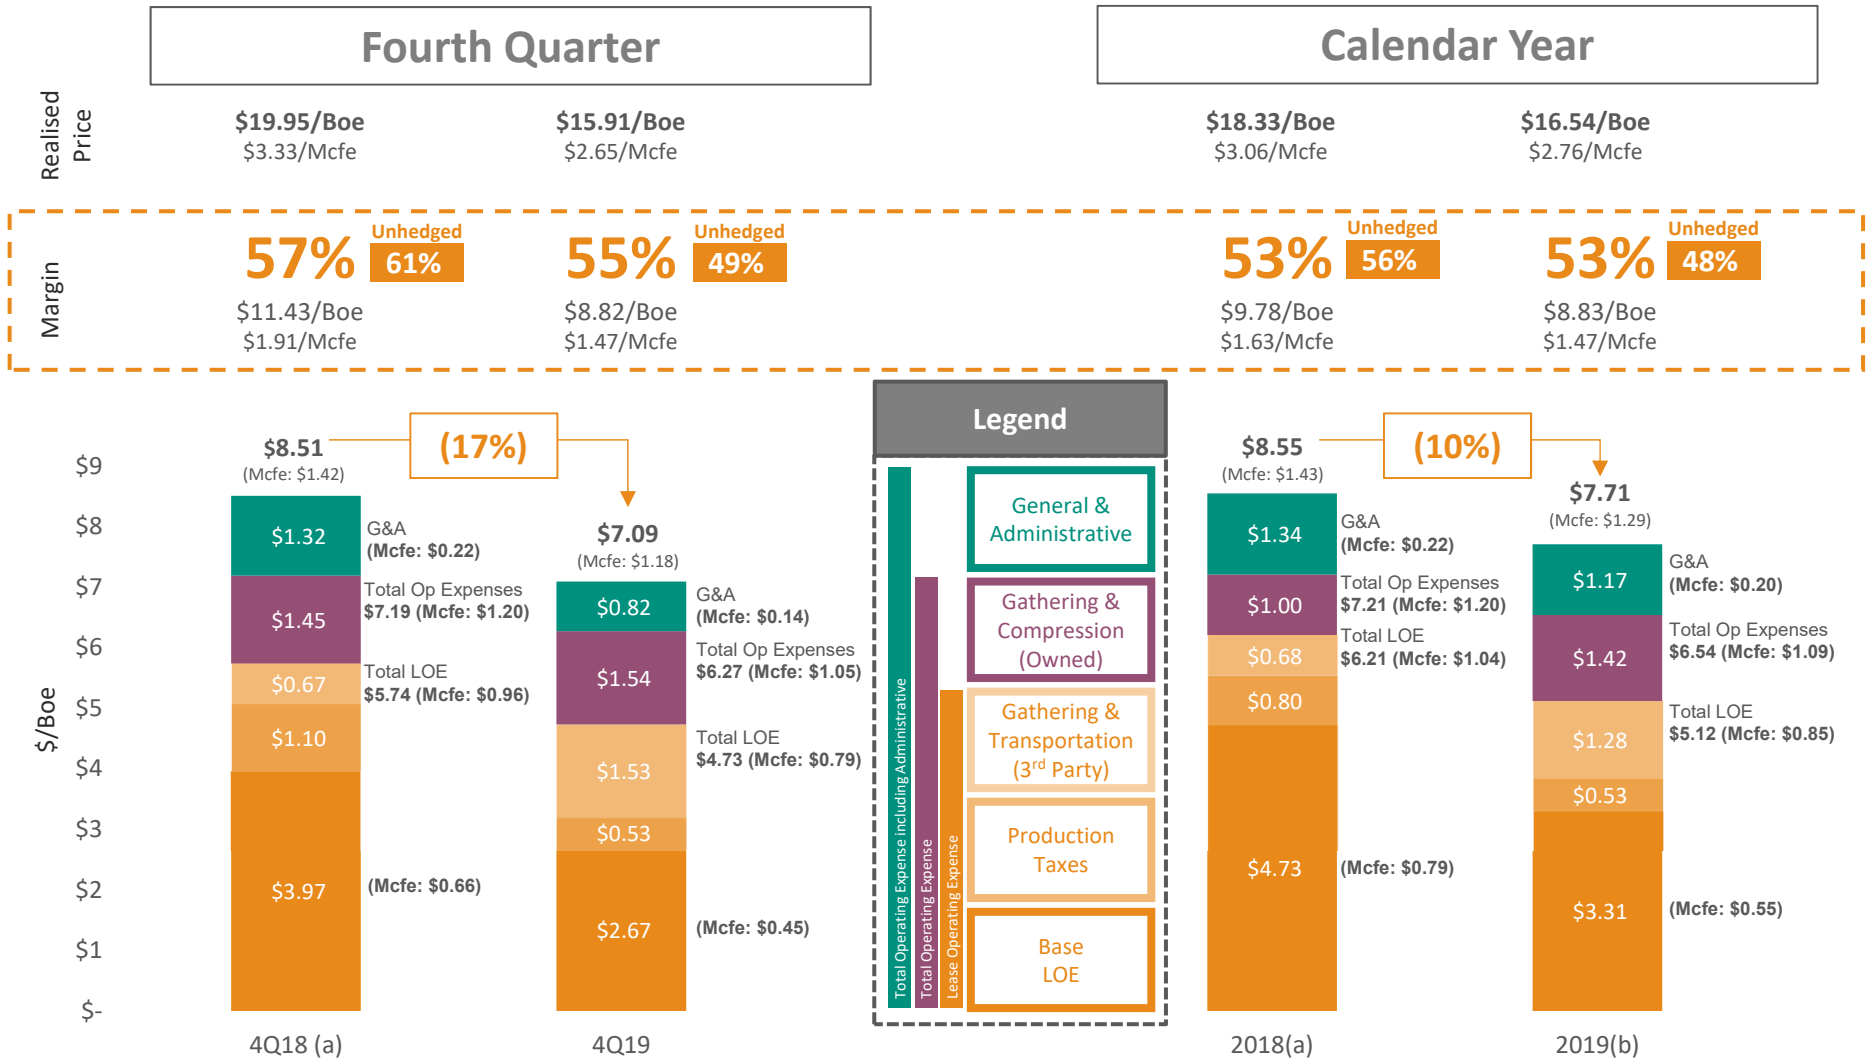 Fourth Quarter
Calendar Year
Realised
Price
$19.95/Boe
$3.33/Mcfe
$15.91/Boe
$2.65/Mcfe
$18.33/Boe
$3.06/Mcfe
$16.54/Boe
$2.76/Mcfe
Margin
57%
Unhedged
61%
$11.43/Boe
$1.91/Mcfe
55%
Unhedged
49%
$8.82/Boe
$1.47/Mcfe
53%
Unhedged
56%
$9.78/Boe
$1.63/Mcfe
53%
Unhedged
48%
$8.83/Boe
$1.47/Mcfe
$/Boe
$9
$8
$7
$6
$5
$4
$3
$2
$1
$-
$8.51
(Mcfe: $1.42)
(17%)
$1.32
G&A
(Mcfe: $0.22)
$1.45
Total Op Expenses
$7.19 (Mcfe: $1.20)
$0.67
Total LOE
$5.74 (Mcfe: $0.96)
$1.10
$3.97
(Mcfe: $0.66)
4Q18 (a)
$7.09
(Mcfe: $1.18)
$0.82
G&A
(Mcfe: $0.14)
$1.54
Total Op Expenses
$6.27 (Mcfe: $1.05)
$1.53
Total LOE
$4.73 (Mcfe: $0.79)
$0.53
$2.67
(Mcfe: $0.45)
4Q19
Legend
Total Operating Expense including Administrative
Total Operating Expense
Lease Operating Expense
General &
Administrative
Gathering &
Compression
(Owned)
Gathering &
Transportation
(3rd Party)
Production
Taxes
Base
LOE
$8.55
(Mcfe: $1.43)
(10%)
$1.34
G&A
(Mcfe: $0.22)
$1.00
Total Op Expenses
$7.21 (Mcfe: $1.20)
$0.68
Total LOE
$6.21 (Mcfe: $1.04)
$0.80
$4.73
(Mcfe: $0.79)
2018(a)
$7.71
(Mcfe: $1.29)
$1.17
G&A
(Mcfe: $0.20)
$1.42
Total Op Expenses
$6.54 (Mcfe: $1.09)
$1.28
Total LOE
$5.12 (Mcfe: $0.85)
$0.53
$3.31
(Mcfe: $0.55)
2019(b)